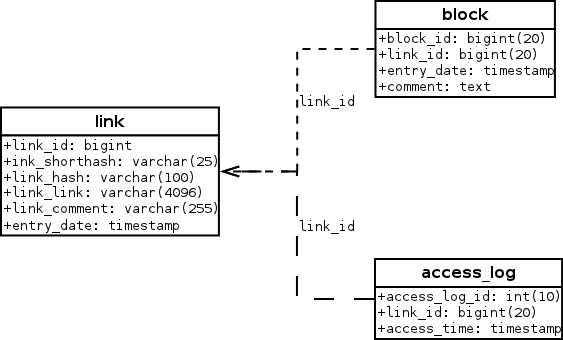 block
+block_id: bigint(20)
+link_id: bigint(20)
+entry_date: timestamp
+comment: text
link_id
link
+link_id: bigint
+ink_shorthash: varchar(25)
+link_hash: varchar(100)
+link_link: varchar(4096)
+link_comment: varchar(255)
+entry_date: timestamp
link_id
access_log
+access_log_id: int(10)
+link_id: bigint(20)
+access_time: timestamp